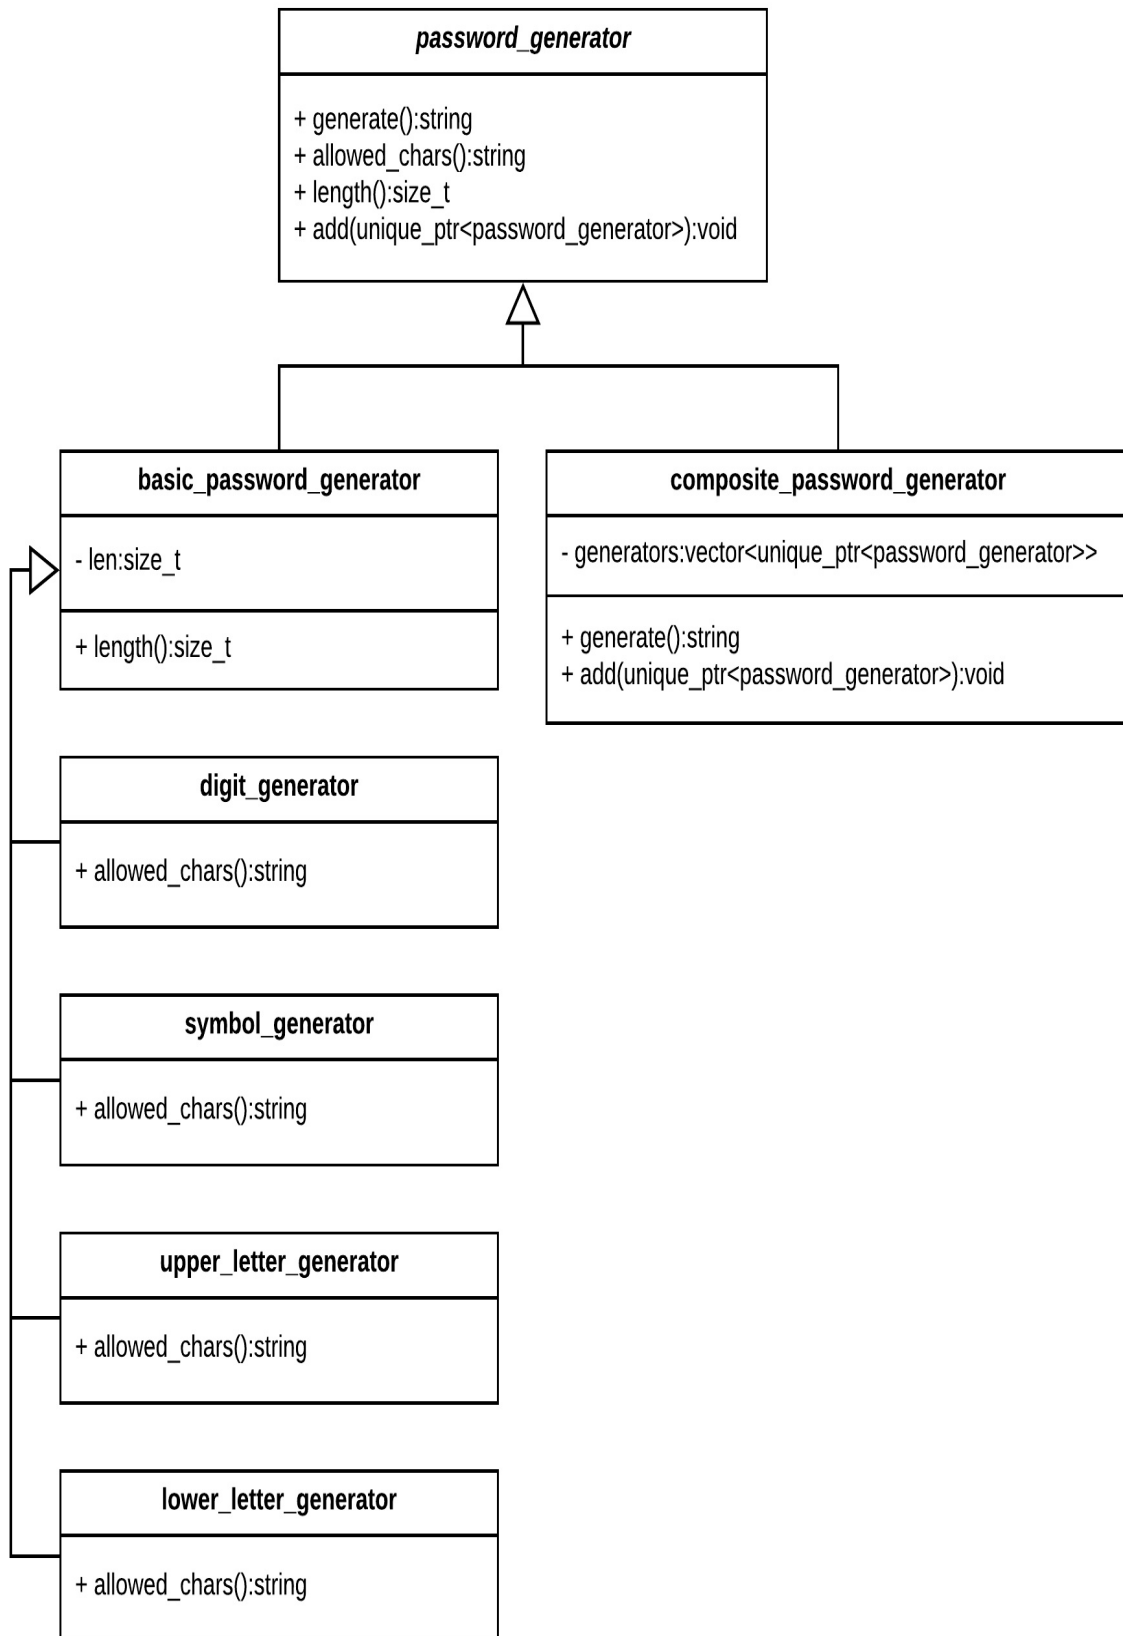 password_generator
+ generate():string
+ allowed_chars():string
+ length():size_t
+ add(unique_ptr<password_generator>):void
basic_password_generator
- len:size_t
+ length():size_t
composite_password_generator
- generators:vector<unique_ptr<password_generator>>
+ generate():string
+ add(unique_ptr<password_generator>):void
digit_generator
+ allowed_chars():string
symbol_generator
+ allowed_chars():string
upper_letter_generator
+ allowed_chars():string
lower_letter_generator
+ allowed_chars():string